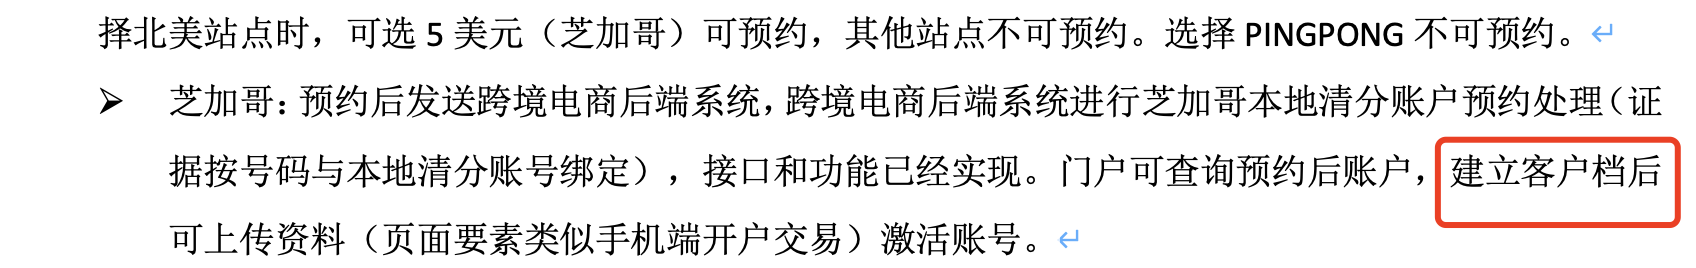 择北美站点时，可选 5 美元（芝加哥）可预约，其他站点不可预约。选择 PINGPONG 不可预约。
➢ 芝加哥：预约后发送跨境电商后端系统，跨境电商后端系统进行芝加哥本地清分账户预约处理（证
据按号码与本地清分账号绑定），接口和功能已经实现。门户可查询预约后账户，建立客户档后
可上传资料（页面要素类似手机端开户交易）激活账号。